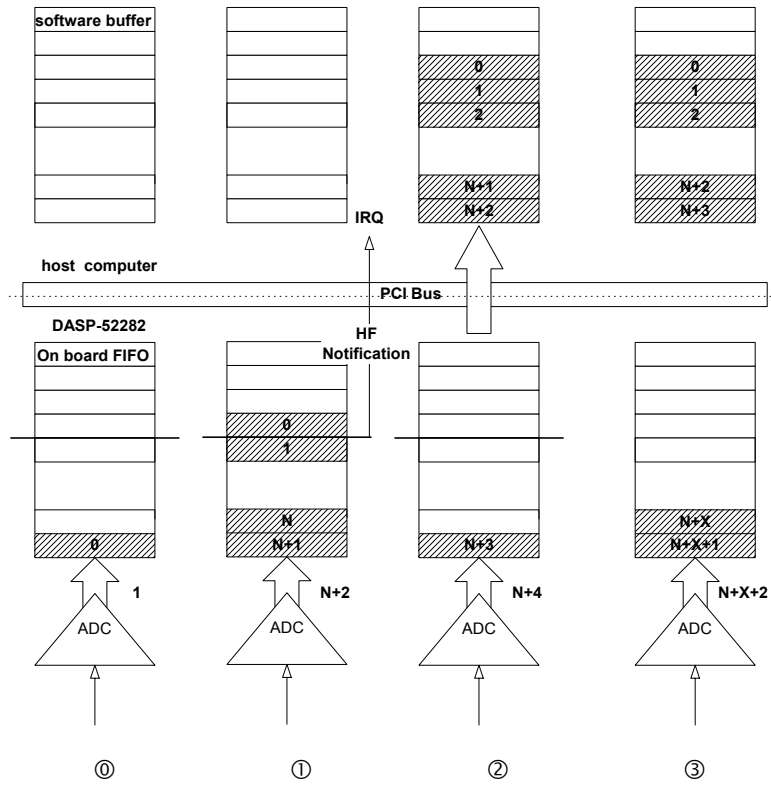 software buffer
0
0
1
1
2
2
N+1
N+2
N+2
N+3
IRQ
host computer
PCI Bus
DASP-52282
HF
Notification
On board FIFO
0
1
N
N+X
0
N+1
N+3
N+X+1
1
N+2
N+4
N+X+2
ADC
ADC
ADC
ADC
⓪
①
②
③